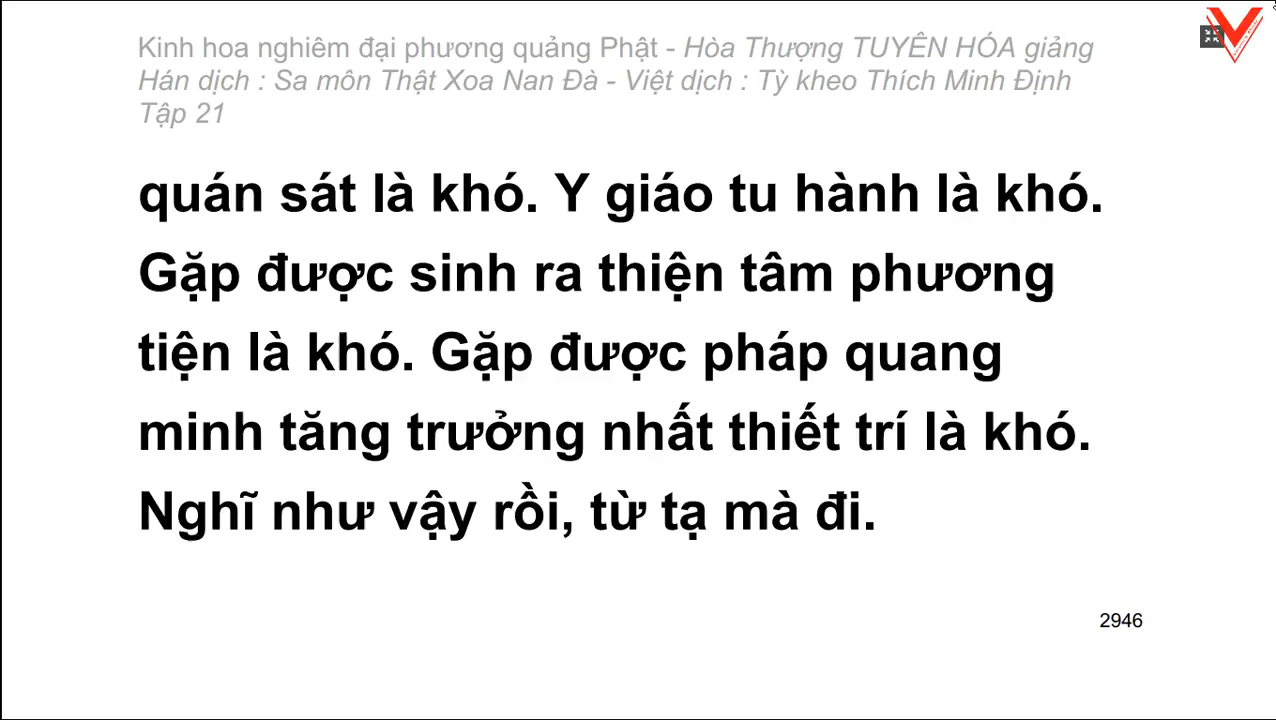 Kinh hoa nghiêm đại phương quảng Phật - Hòa Thượng TUYÊN HÓA giảng
Hán dịch : Sa môn Thật Xoa Nan Đà - Việt dịch : Tỳ kheo Thích Minh Định
Tập 21
quán sát là khó. Y giáo tu hành là khó.
Gặp được sinh ra thiện tâm phương
tiện là khó. Gặp được pháp quang
minh tăng trưởng nhất thiết trí là khó.
Nghĩ như vậy rồi, từ tạ mà đi.
2946